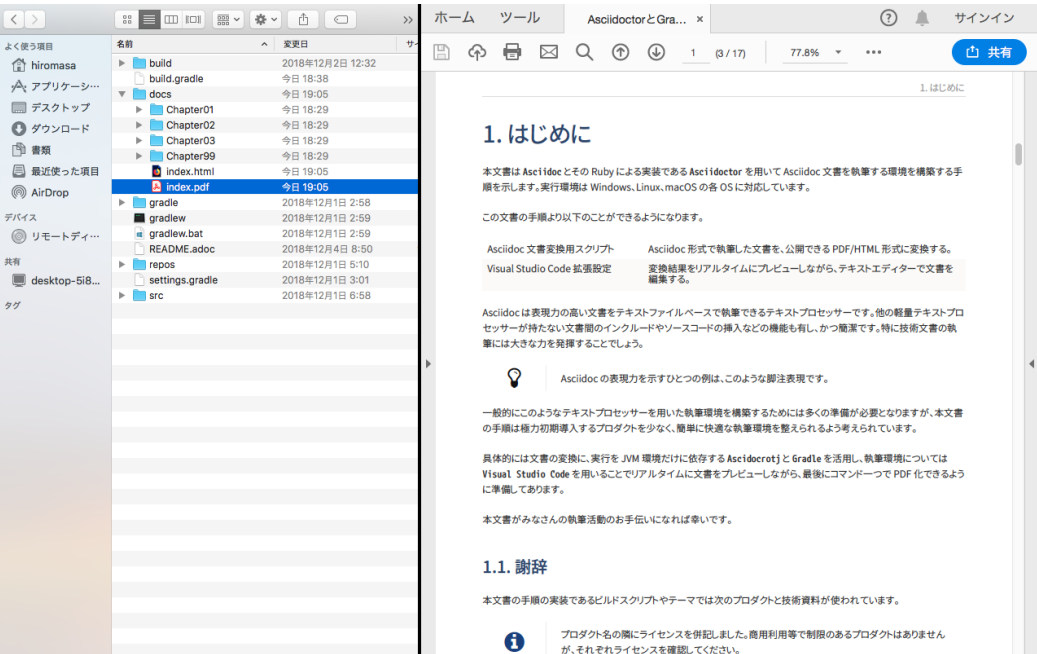 よく使う項目
hiromasa
アプリケーシ…
デスクトップ
ダウンロード
書類
最近使った項目
AirDrop
デバイス
リモートディ…
共有
desktop-5i8...
タグ
名前 変更日 サイ
build 2018年12月2日 12:32
build.gradle 今日 18:38
docs 今日 19:05
Chapter01 今日 18:29
Chapter02 今日 18:29
Chapter03 今日 18:29
Chapter99 今日 18:29
index.html 今日 19:05
index.pdf 今日 19:05
gradle 2018年12月1日 2:58
gradlew 2018年12月1日 2:59
gradlew.bat 2018年12月1日 2:59
README.adoc 2018年12月4日 8:50
repos 2018年12月1日 5:10
settings.gradle 2018年12月1日 3:01
src 2018年12月1日 6:58
ホーム ツール AsciidoctorとGra... × サインイン
1 (3 / 17) 77.8% 共有
1. はじめに
1. はじめに
本文書は Asciidoc とその Ruby による実装である Asciidoctor を用いて Asciidoc 文書を執筆する環境を構築する手
順を示します。実行環境は Windows、Linux、macOS の各 OS に対応しています。
この文書の手順より以下のことができるようになります。
Asciidoc 文書変換用スクリプト Asciidoc 形式で執筆した文書を、公開できる PDF/HTML 形式に変換する。
Visual Studio Code 拡張設定 変換結果をリアルタイムにプレビューしながら、テキストエディターで文書を
編集する。
Asciidoc は表現力の高い文書をテキストファイルベースで執筆できるテキストプロセッサーです。他の軽量テキストプロ
セッサーが持たない文書間のインクルードやソースコードの挿入などの機能も有し、かつ簡潔です。特に技術文書の執
筆には大きな力を発揮することでしょう。
Asciidoc の表現力を示すひとつの例は、このような脚注表現です。
一般的にこのようなテキストプロセッサーを用いた執筆環境を構築するためには多くの準備が必要となりますが、本文書
の手順は極力初期導入するプロダクトを少なく、簡単に快適な執筆環境を整えられるよう考えられています。
具体的には文書の変換に、実行を JVM 環境だけに依存する Ascidocrotj と Gradle を活用し、執筆環境については
Visual Studio Code を用いることでリアルタイムに文書をプレビューしながら、最後にコマンド一つで PDF 化できるよう
に準備してあります。
本文書がみなさんの執筆活動のお手伝いになれば幸いです。
1.1. 謝辞
本文書の手順の実装であるビルドスクリプトやテーマでは次のプロダクトと技術資料が使われています。
プロダクト名の隣にライセンスを併記しました。商用利用等で制限のあるプロダクトはありません
が、それぞれライセンスを確認してください。